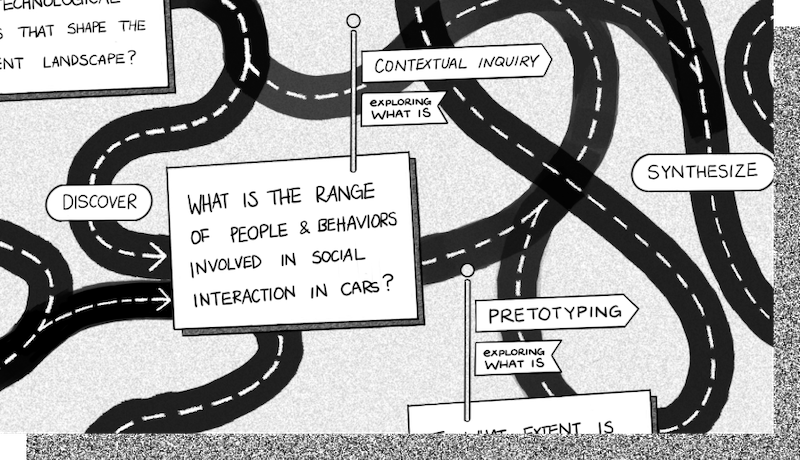 TECHNOLOGICAL
THAT SHAPE THE
LANDSCAPE?
CONTEXTUAL INQUIRY
EXPLORING
WHAT IS
DISCOVER
SYNTHESIZE
WHAT IS THE RANGE
OF PEOPLE & BEHAVIORS
INVOLVED IN SOCIAL
INTERACTION IN CARS?
PRETOTYPING
EXPLORING
WHAT IS
WHAT EXTENT IS